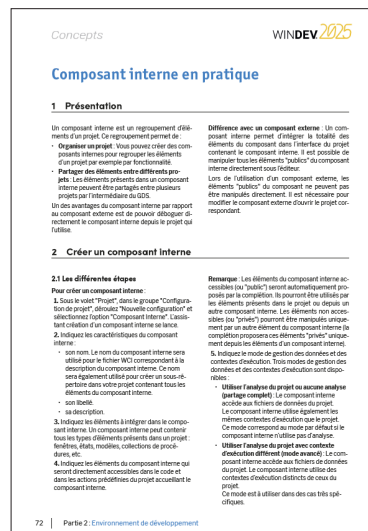 Concepts
WINDEV 2025
Composant interne en pratique
1 Présentation
Un composant interne est un regroupement d'élé-
ments d'un projet. Ce regroupement permet de :
• Organiser un projet : Vous pouvez créer des com-
posants internes pour regrouper les éléments
d'un projet par exemple par fonctionnalité.
• Partager des éléments entre différents pro-
jets : Les éléments présents dans un composant
interne peuvent être partagés entre plusieurs
projets par l'intermédiaire du GDS.
Un des avantages du composant interne par rapport
au composant externe est de pouvoir déboguer di-
rectement le composant interne depuis le projet qui
l'utilise.
Différence avec un composant externe : Un com-
posant interne permet d'intégrer la totalité des
éléments du composant dans l'interface du projet
contenant le composant interne. Il est possible de
manipuler tous les éléments "publics" du composant
interne directement sous l'éditeur.
Lors de l'utilisation d'un composant externe, les
éléments "publics" du composant ne peuvent pas
être manipulés directement. Il est nécessaire pour
modifier le composant externe d'ouvrir le projet cor-
respondant.
2 Créer un composant interne
2.1 Les différentes étapes
Pour créer un composant interne :
1. Sous le volet "Projet", dans le groupe "Configura-
tion de projet", déroulez "Nouvelle configuration" et
sélectionnez l'option "Composant Interne". L'assis-
tant création d'un composant interne se lance.
2. Indiquez les caractéristiques du composant
interne :
• son nom. Le nom du composant interne sera
utilisé pour le fichier WCI correspondant à la
description du composant interne. Ce nom
sera également utilisé pour créer un sous-ré-
pertoire dans votre projet contenant tous les
éléments du composant interne.
• son libellé.
• sa description.
3. Indiquez les éléments à intégrer dans le compo-
sant interne. Un composant interne peut contenir
tous les types d'éléments présents dans un projet :
fenêtres, états, modèles, collections de procé-
dures, etc.
4. Indiquez les éléments du composant interne qui
seront directement accessibles dans le code et
dans les actions prédéfinies du projet accueillant le
composant interne.
Remarque : Les éléments du composant interne ac-
cessibles (ou "public") seront automatiquement pro-
posés par la complétion. Ils pourront être utilisés par
les éléments présents dans le projet ou depuis un
autre composant interne. Les éléments non acces-
sibles (ou "privés") pourront être manipulés unique-
ment par un autre élément du composant interne (la
complétion proposera ces éléments "privés" unique-
ment depuis les éléments d'un composant interne).
5. Indiquez le mode de gestion des données et des
contextes d'exécution. Trois modes de gestion des
données et des contextes d'exécution sont dispo-
nibles :
• Utiliser l'analyse du projet ou aucune analyse
(partage complet) : Le composant interne
accède aux fichiers de données du projet.
Le composant interne utilise également les
mêmes contextes d'exécution que le projet.
Ce mode correspond au mode par défaut si le
composant interne n'utilise pas d'analyse.
• Utiliser l'analyse du projet avec contexte
d'exécution différent (mode avancé) : Le com-
posant interne accède aux fichiers de données
du projet. Le composant interne utilise des
contextes d'exécution distincts de ceux du
projet.
Ce mode est à utiliser dans des cas très spé-
cifiques.
72 | Partie 2 : Environnement de développement